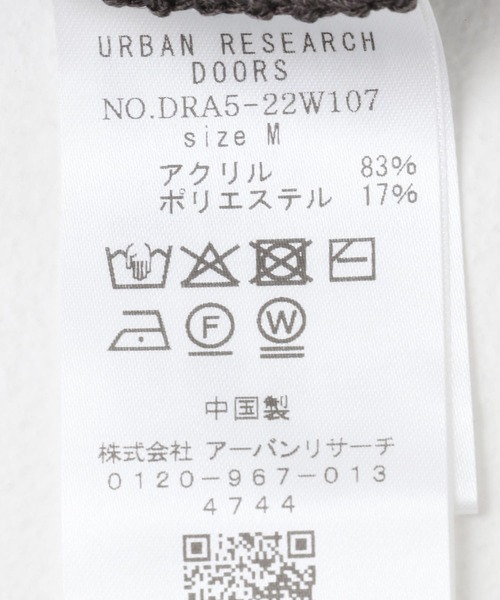 URBAN RESEARCH
DOORS
NO.DRA5-22W107
size M
アクリル 83%
ポリエステル 17%
F W
中国製
株式会社 アーバンリサーチ
0120-967-013
4744